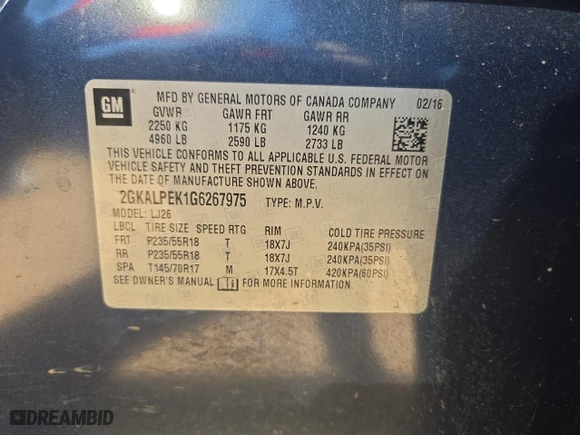 GM
MFD BY GENERAL MOTORS OF CANADA COMPANY 02/16
GVWR GAWR FRT GAWR RR
2250 KG 1175 KG 1240 KG
4960 LB 2590 LB 2733 LB
THIS VEHICLE CONFORMS TO ALL APPLICABLE U.S. FEDERAL MOTOR
VEHICLE SAFETY AND THEFT PREVENTION STANDARDS IN EFFECT ON
THE DATE OF MANUFACTURE SHOWN ABOVE.
2GKALPEK1G6267975 TYPE: M.P.V.
MODEL: LJ26
LBCL TIRE SIZE SPEED RTG RIM COLD TIRE PRESSURE
FRT P235/55R18 T 18X7J 240KPA(35PSI)
RR P235/55R18 T 18X7J 240KPA(35PSI)
SPA T145/70R17 M 17X4.5T 420KPA(60PSI)
SEE OWNER'S MANUAL FOR MORE INFORMATION.
DREAMBID